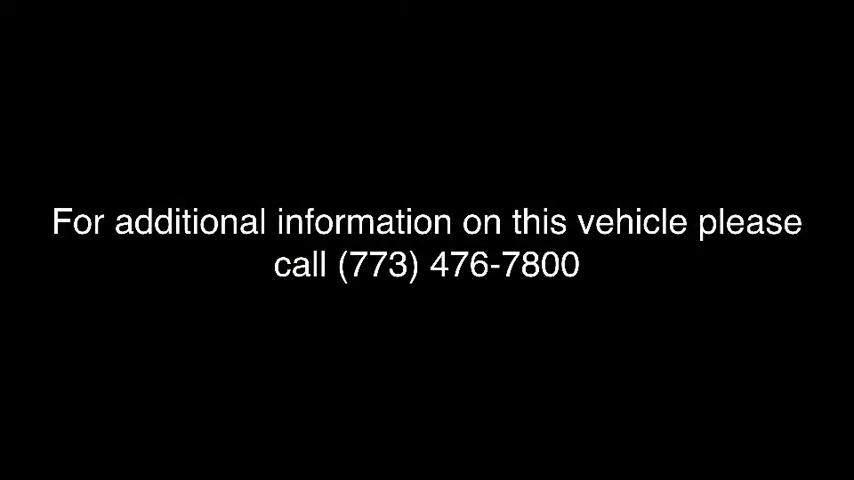 For additional information on this vehicle please
call (773) 476-7800